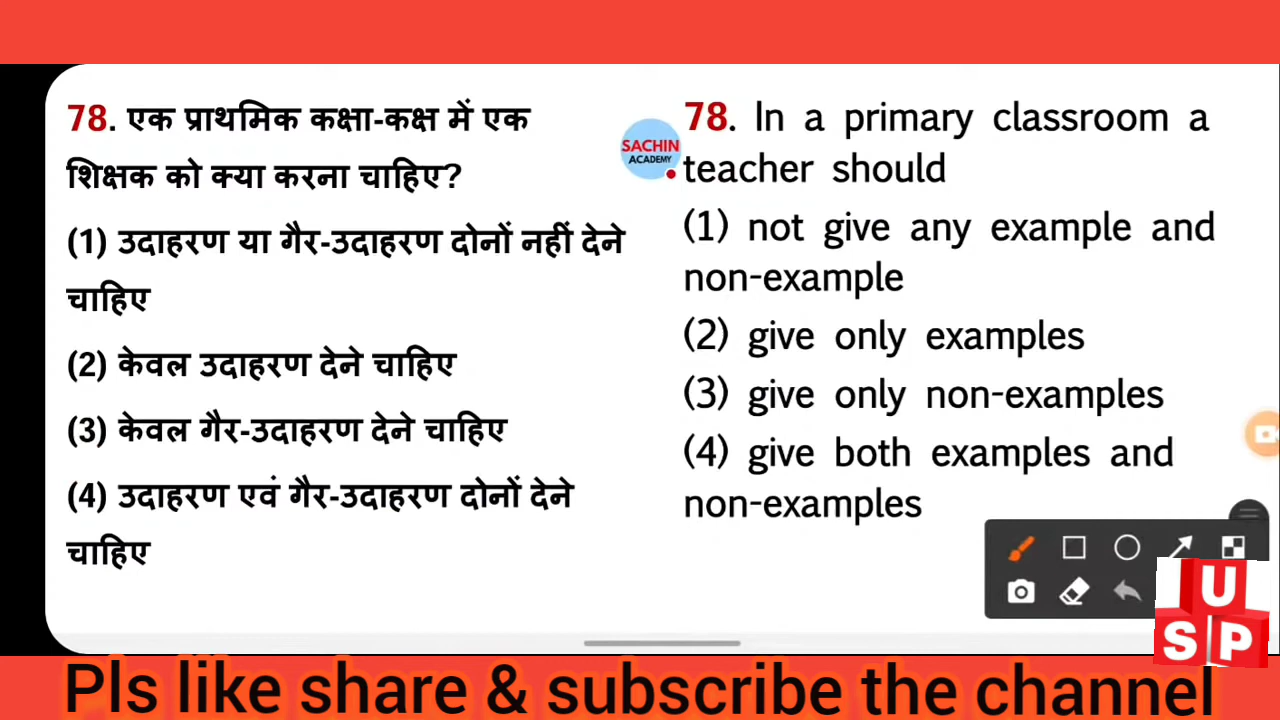 78. एक प्राथमिक कक्षा-कक्ष में एक
शिक्षक को क्या करना चाहिए?
(1) उदाहरण या गैर-उदाहरण दोनों नहीं देने
चाहिए
(2) केवल उदाहरण देने चाहिए
(3) केवल गैर-उदाहरण देने चाहिए
(4) उदाहरण एवं गैर-उदाहरण दोनों देने
चाहिए
SACHIN
ACADEMY
78. In a primary classroom a
teacher should
(1) not give any example and
non-example
(2) give only examples
(3) give only non-examples
(4) give both examples and
non-examples
U
S P
Pls like share & subscribe the channel